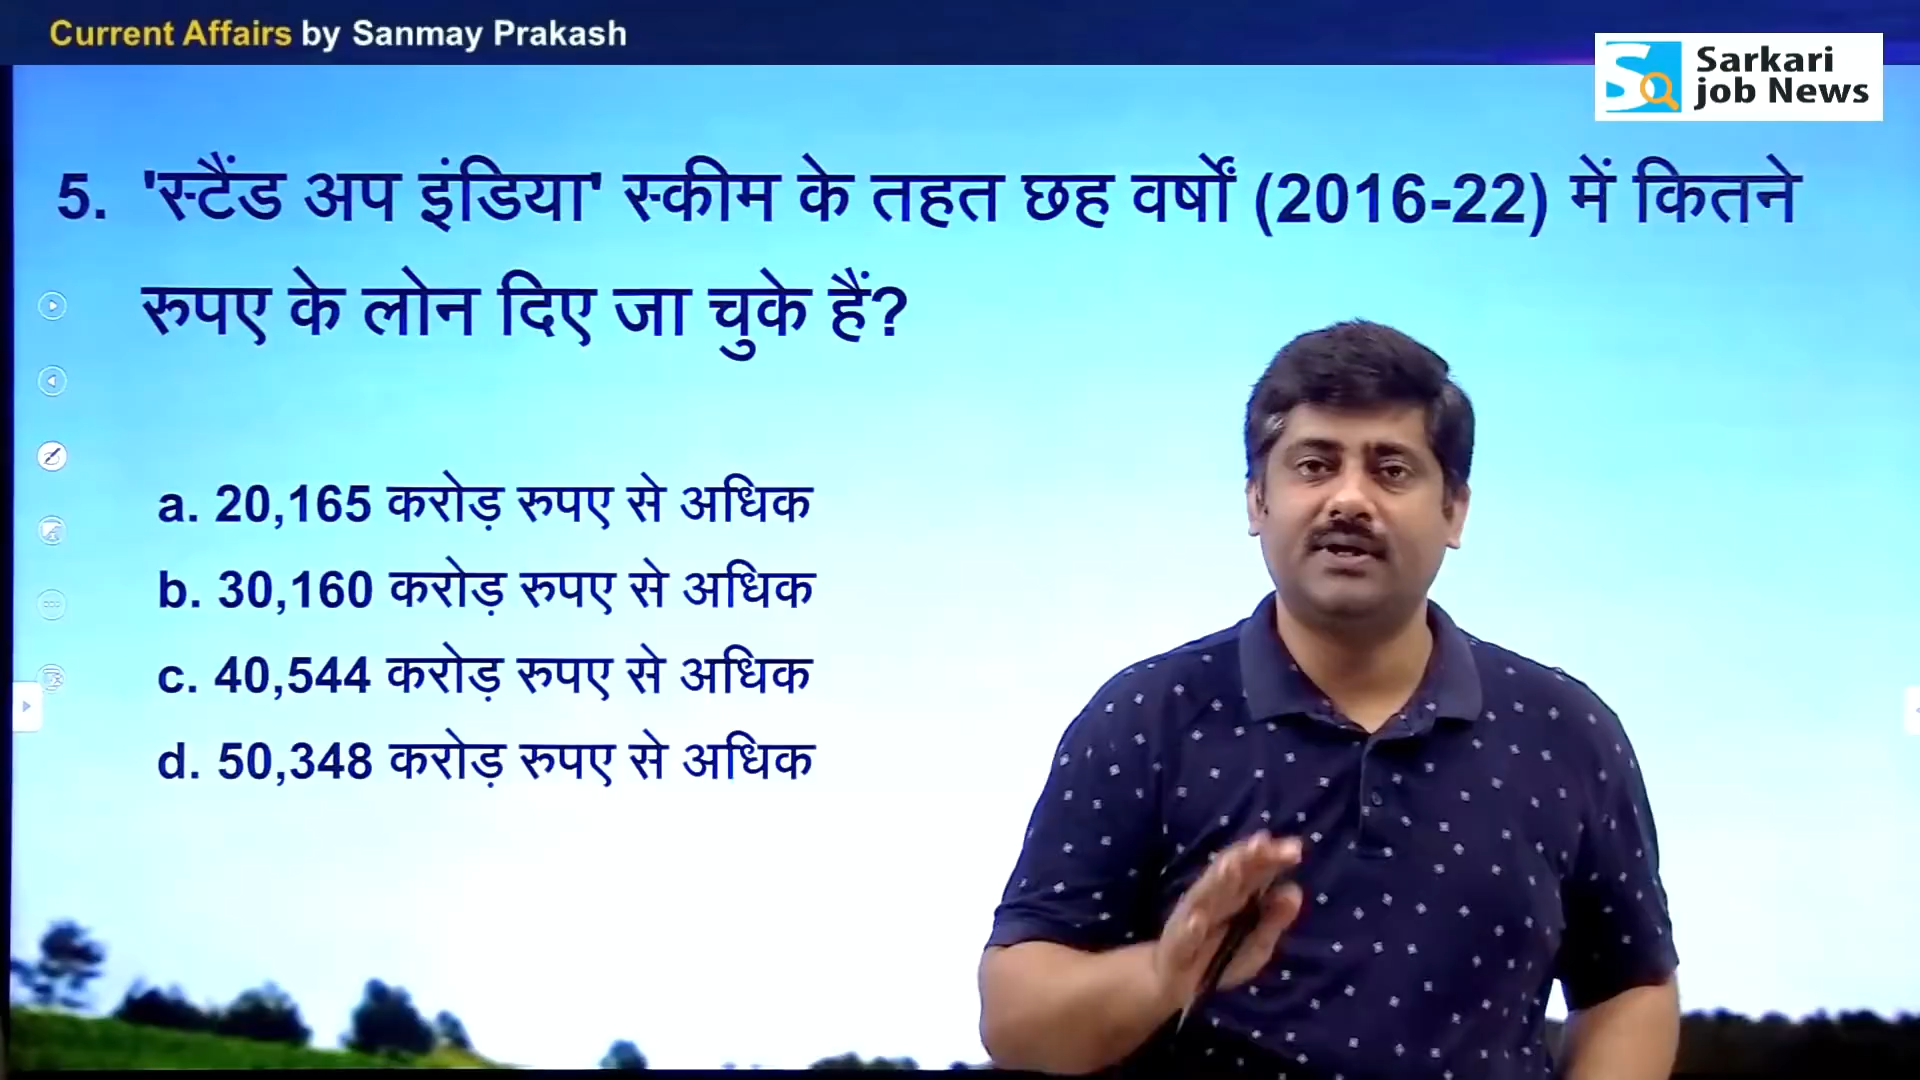 Current Affairs by Sanmay Prakash
Sarkari
job News
5. 'स्टैंड अप इंडिया' स्कीम के तहत छह वर्षों (2016-22) में कितने
रुपए के लोन दिए जा चुके हैं?
a. 20,165 करोड़ रुपए से अधिक
b. 30,160 करोड़ रुपए से अधिक
c. 40,544 करोड़ रुपए से अधिक
d. 50,348 करोड़ रुपए से अधिक